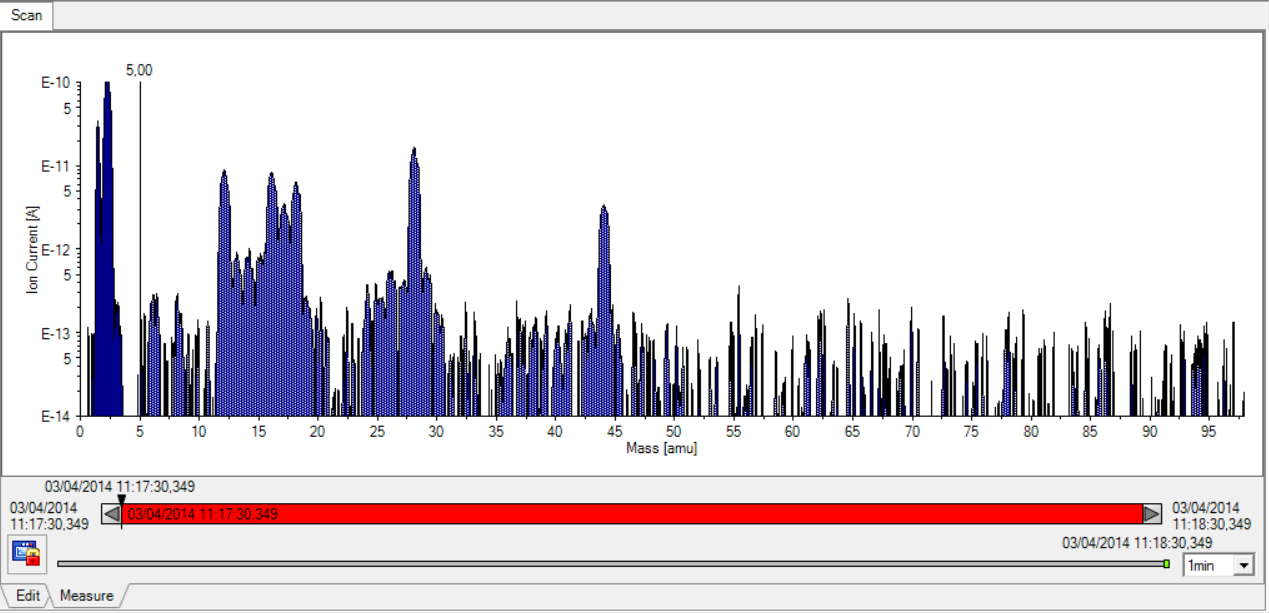 Scan
5,00
E-10
5
E-11
5
Ion Current [A]
E-12
5
E-13
5
E-14
0 5 10 15 20 25 30 35 40 45 50 55 60 65 70 75 80 85 90 95
Mass [amu]
03/04/2014 11:17:30,349
03/04/2014
11:17:30,349
03/04/2014 11:17:30,349
03/04/2014
11:18:30,349
03/04/2014 11:18:30,349
1min
Edit Measure